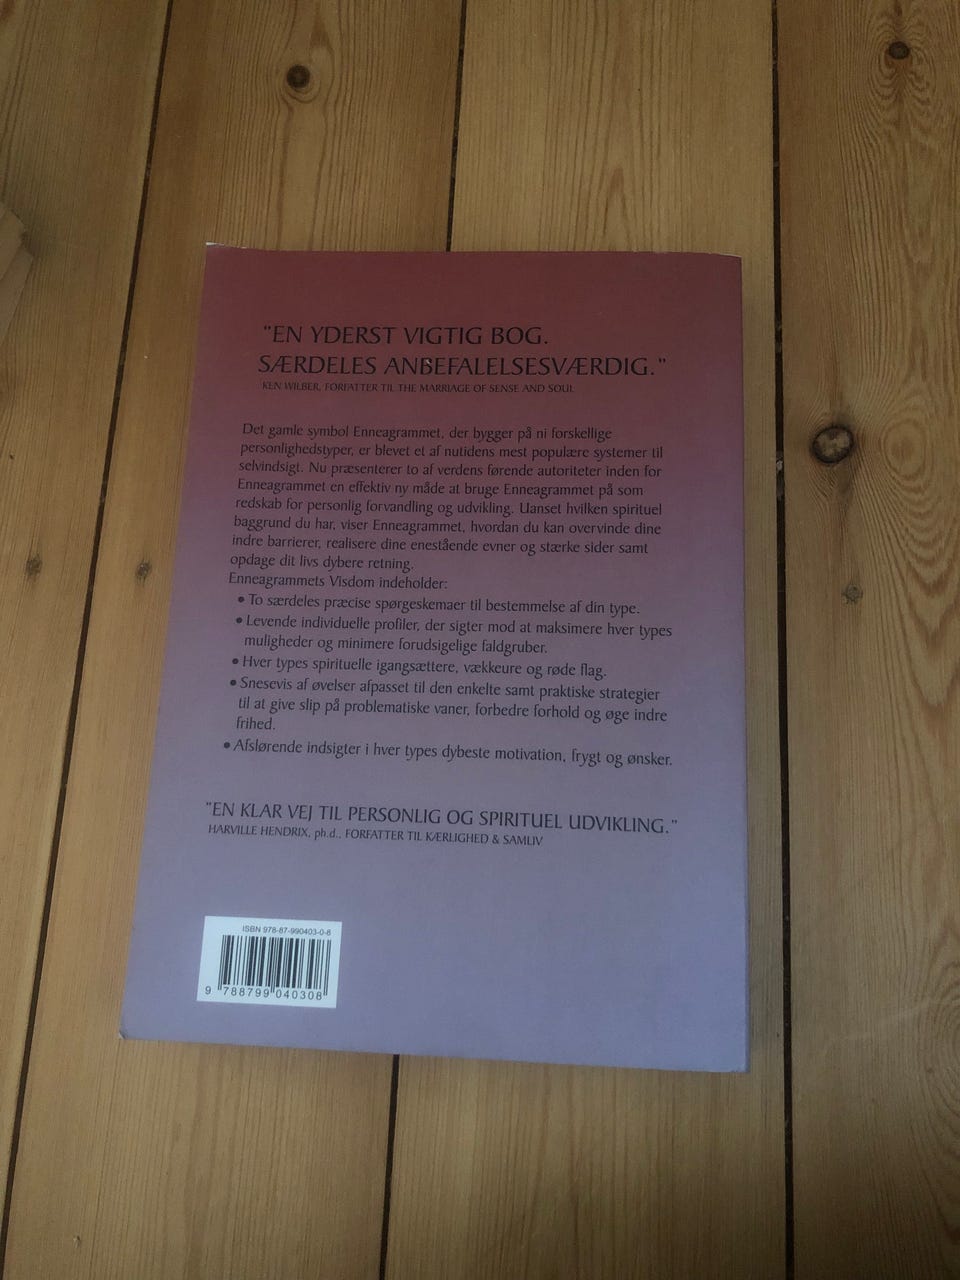 "EN YDERST VIGTIG BOG.
SÆRDELES ANBEFALELSESVÆRDIG."
KEN WILBER, FORFATTER TIL THE MARRIAGE OF SENSE AND SOUL
Det gamle symbol Enneagrammet, der bygger på ni forskellige
personlighedstyper, er blevet et af nutidens mest populære systemer til
selvindsigt. Nu præsenterer to af verdens førende autoriteter inden for
Enneagrammet en effektiv ny måde at bruge Enneagrammet på som
redskab for personlig forvandling og udvikling. Uanset hvilken spirituel
baggrund du har, viser Enneagrammet, hvordan du kan overvinde dine
indre barrierer, realisere dine enestående evner og stærke sider samt
opdage dit livs dybere retning.
Enneagrammets Visdom indeholder:
• To særdeles præcise spørgeskemaer til bestemmelse af din type.
• Levende individuelle profiler, der sigter mod at maksimere hver types
muligheder og minimere forudsigelige faldgruber.
• Hver types spirituelle igangsættere, vækkeure og røde flag.
• Snesevis af øvelser afpasset til den enkelte samt praktiske strategier
til at give slip på problematiske vaner, forbedre forhold og øge indre
frihed.
• Afslørende indsigter i hver types dybeste motivation, frygt og ønsker.
"EN KLAR VEJ TIL PERSONLIG OG SPIRITUEL UDVIKLING."
HARVILLE HENDRIX, ph.d., FORFATTER TIL KÆRLIGHED & SAMLIV
ISBN 978-87-990403-0-8
9 788799 040308